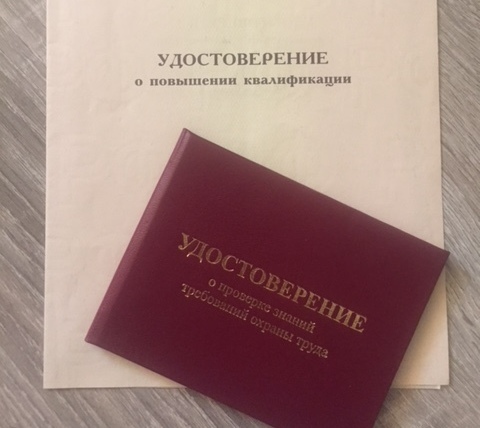 УДОСТОВЕРЕНИЕ
о повышении квалификации
УДОСТОВЕРЕНИЕ
о проверке знаний
требований охраны труда